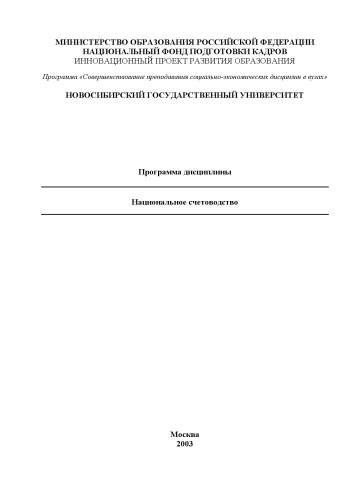 МИНИСТЕРСТВО ОБРАЗОВАНИЯ РОССИЙСКОЙ ФЕДЕРАЦИИ
НАЦИОНАЛЬНЫЙ ФОНД ПОДГОТОВКИ КАДРОВ
ИННОВАЦИОННЫЙ ПРОЕКТ РАЗВИТИЯ ОБРАЗОВАНИЯ
Программа «Совершенствование преподавания социально-экономических дисциплин в вузах»
НОВОСИБИРСКИЙ ГОСУДАРСТВЕННЫЙ УНИВЕРСИТЕТ
Программа дисциплины
Национальное счетоводство
Москва
2003